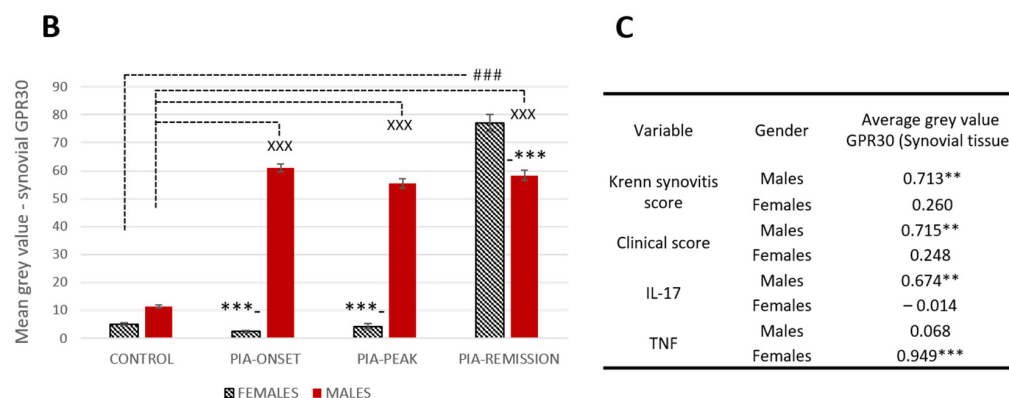 B
C
Mean grey value - synovial GPR30
90
80
70
60
50
40
30
20
10
0
###
XXX
XXX
XXX
***-
***-
-***
CONTROL PIA-ONSET PIA-PEAK PIA-REMISSION
FEMALES MALES
Variable Gender Average grey value
GPR30 (Synovial tissue
Krenn synovitis
score
Males 0.713**
Females 0.260
Clinical score
Males 0.715**
Females 0.248
IL-17
Males 0.674**
Females – 0.014
TNF
Males 0.068
Females 0.949***